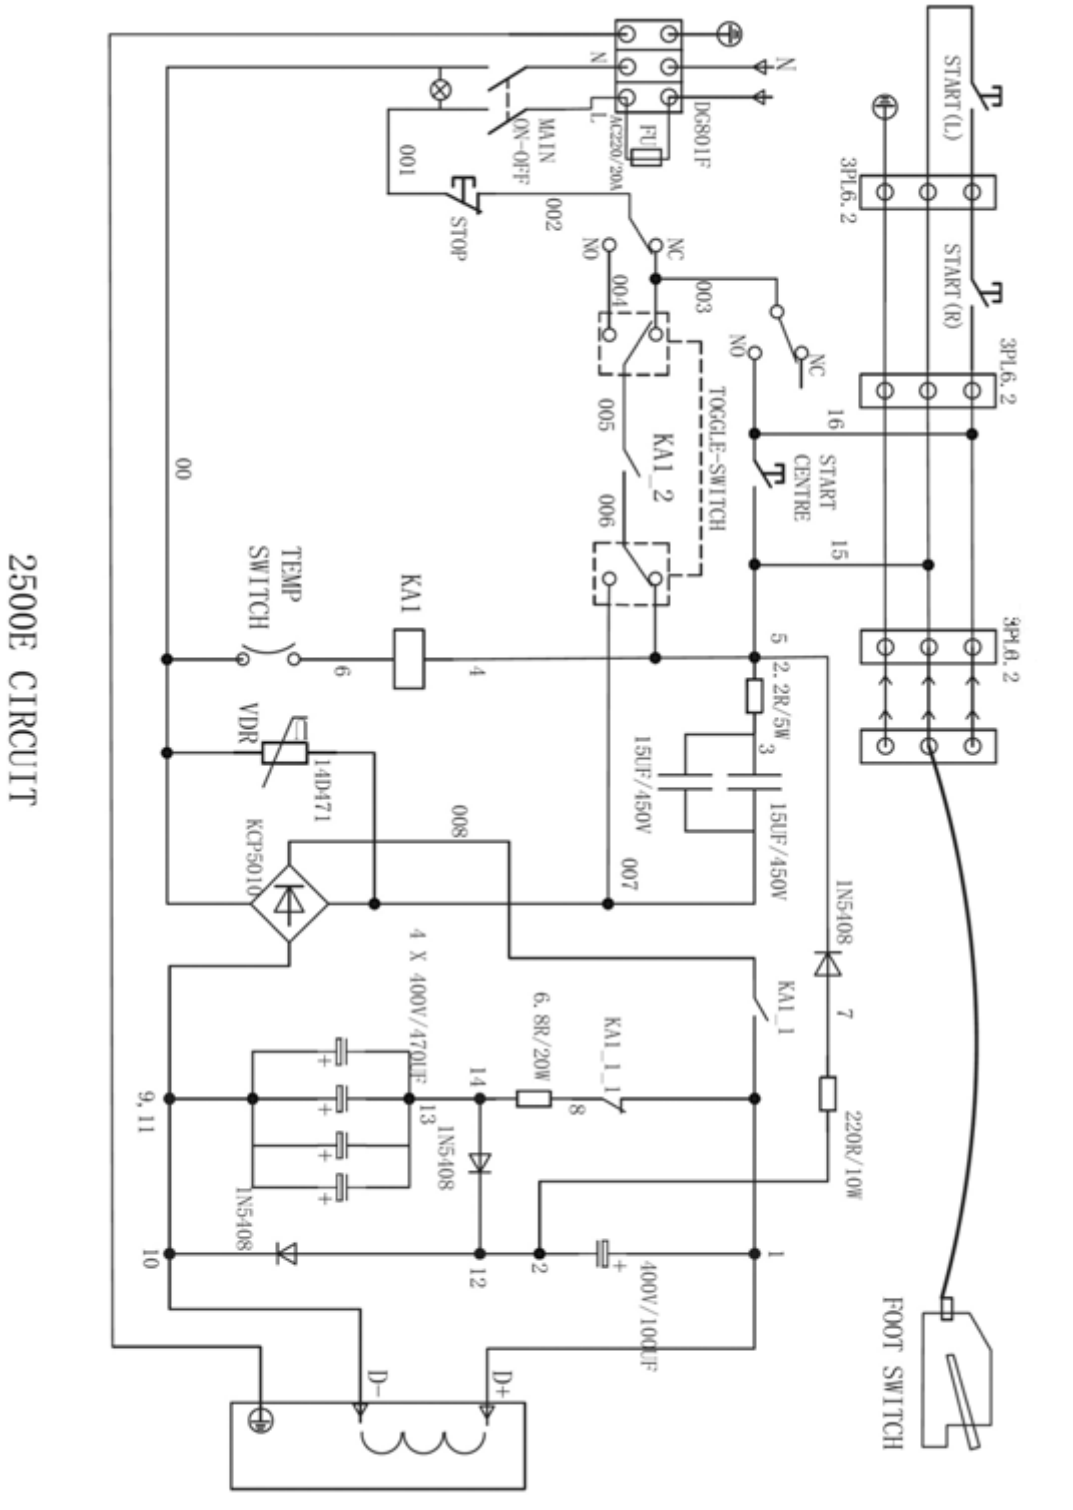 START(L)
3PL6.2
START(R)
3PL6.2
3PL6.2
FOOT SWITCH
N
DG801F
FU
AC220/20A
N
L
MAIN
ON-OFF
001
STOP
002
NC
NO
003
004
NC
NO
16
START
CENTRE
15
TOGGLE-SWITCH
005
KA1_2
006
5
2.2R/5W
3
15UF/450V
15UF/450V
1N5408
7
220R/10W
00
TEMP
SWITCH
KA1
6
4
VDR
14D471
KCP5010
008
007
KA1_1
4 X 400V/470UF
6.8R/20W
KA1_1_1
8
14
13
1N5408
9,11
1N5408
10
12
2
400V/100UF
1
D-
D+
2500E CIRCUIT